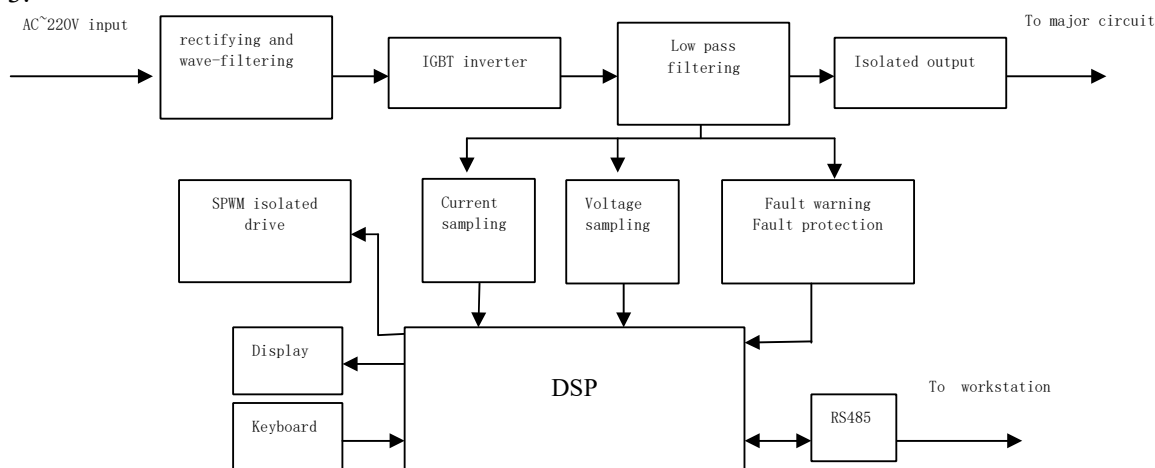 AC~220V input
To major circuit
rectifying and
wave-filtering
IGBT inverter
Low pass
filtering
Isolated output
SPWM isolated
drive
Current
sampling
Voltage
sampling
Fault warning
Fault protection
Display
DSP
To workstation
Keyboard
RS485